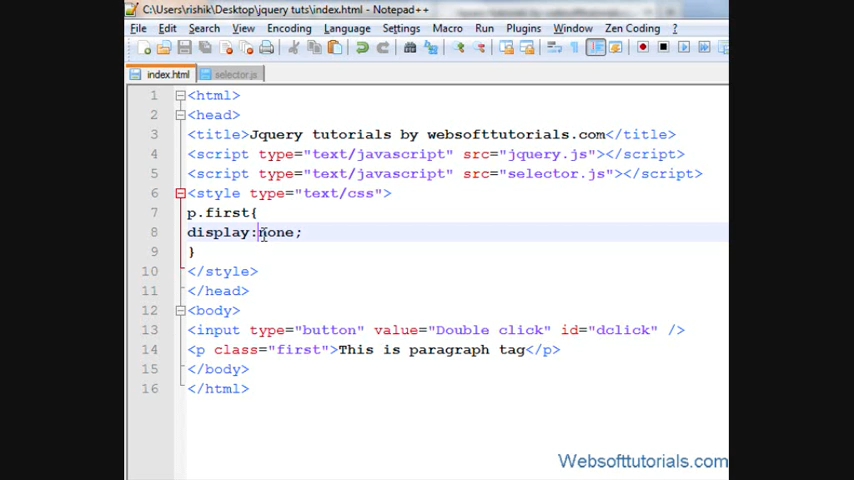 C:\Users\rishik\Desktop\jquery tuts\index.html - Notepad++
File Edit Search View Encoding Language Settings Macro Run Plugins Window Zen Coding ?
index.html selector.js
1 <html>
2 <head>
3 <title>Jquery tutorials by websofttutorials.com</title>
4 <script type="text/javascript" src="jquery.js"></script>
5 <script type="text/javascript" src="selector.js"></script>
6 <style type="text/css">
7 p.first{
8 display:none;
9 }
10 </style>
11 </head>
12 <body>
13 <input type="button" value="Double click" id="dclick" />
14 <p class="first">This is paragraph tag</p>
15 </body>
16 </html>
Websofttutorials.com